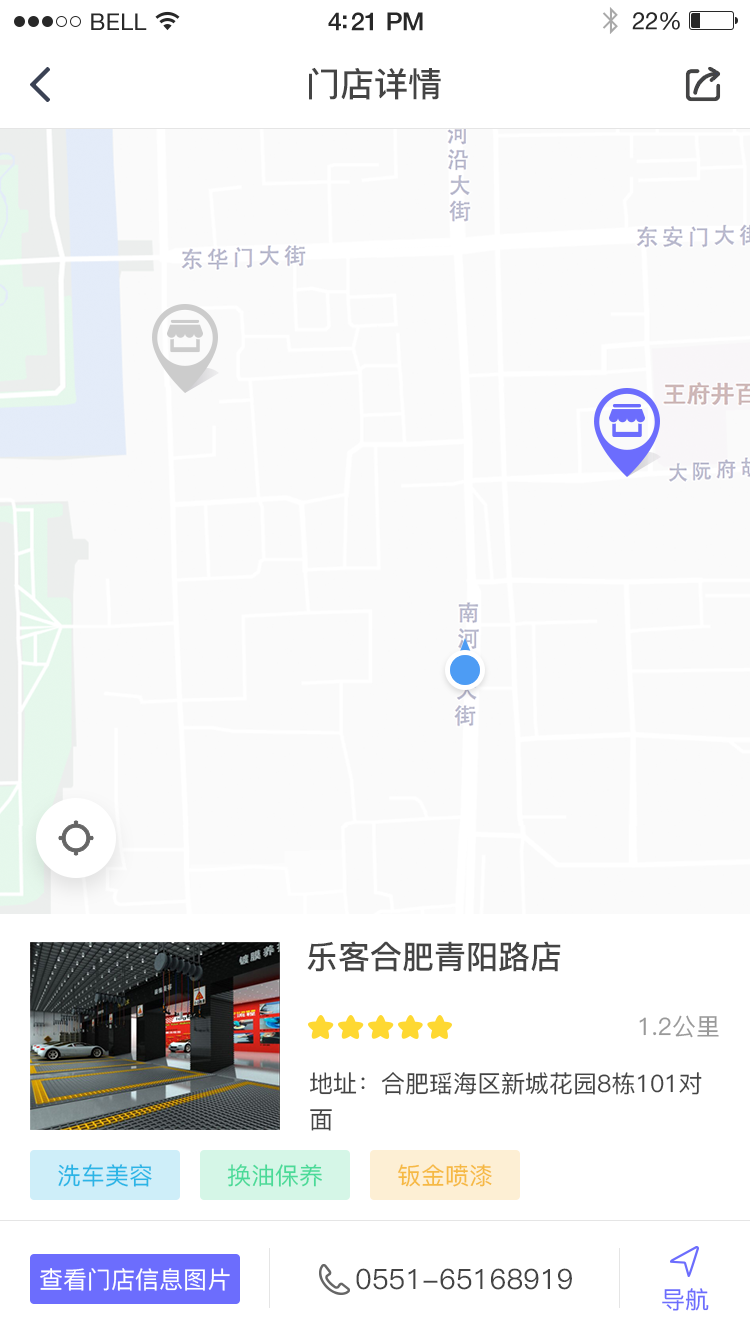 BELL
4:21 PM
22%
门店详情
河沿大街
东安门大街
东华门大街
王府井百
大阮府胡
南河
大街
镀膜养
乐客合肥青阳路店
1.2公里
地址：合肥瑶海区新城花园8栋101对
面
洗车美容
换油保养
钣金喷漆
查看门店信息图片
0551-65168919
导航